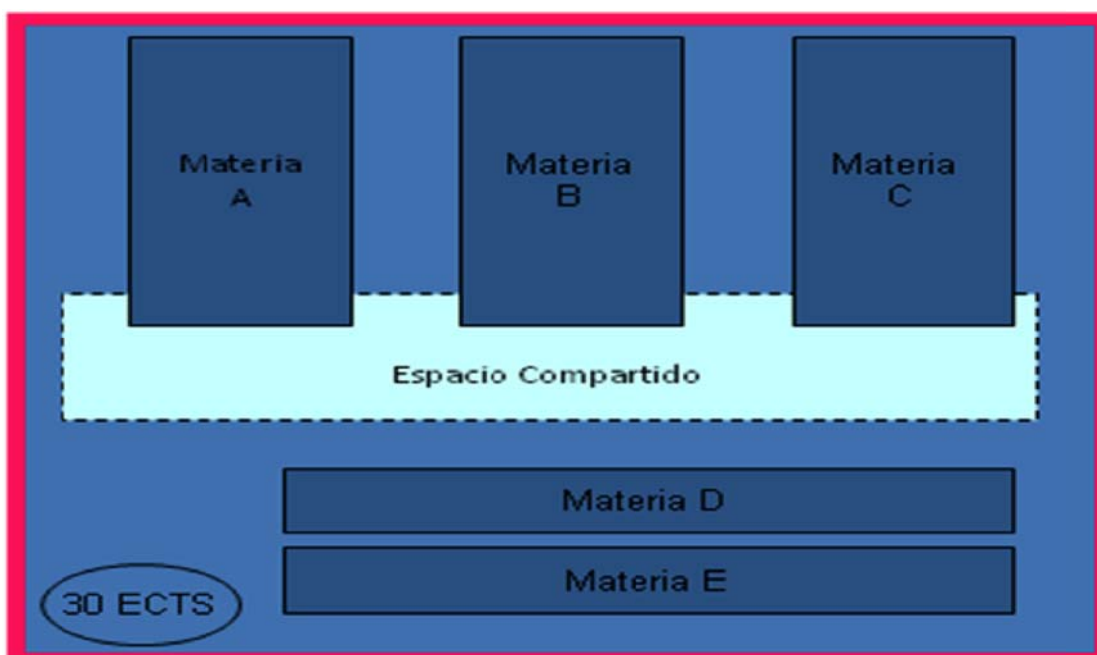 Materia
A
Materia
B
Materia
C
Espacio Compartido
Materia D
Materia E
30 ECTS